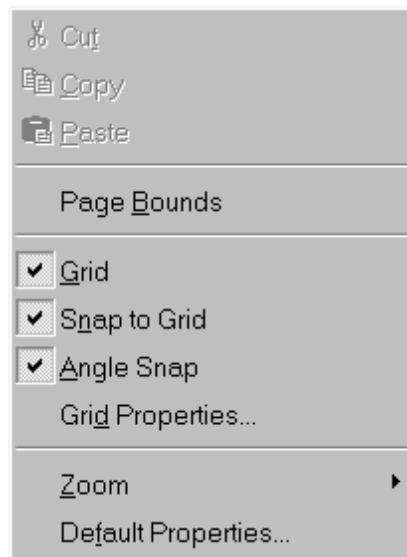 Cut
Copy
Paste
Page Bounds
Grid
Snap to Grid
Angle Snap
Grid Properties...
Zoom
Default Properties...